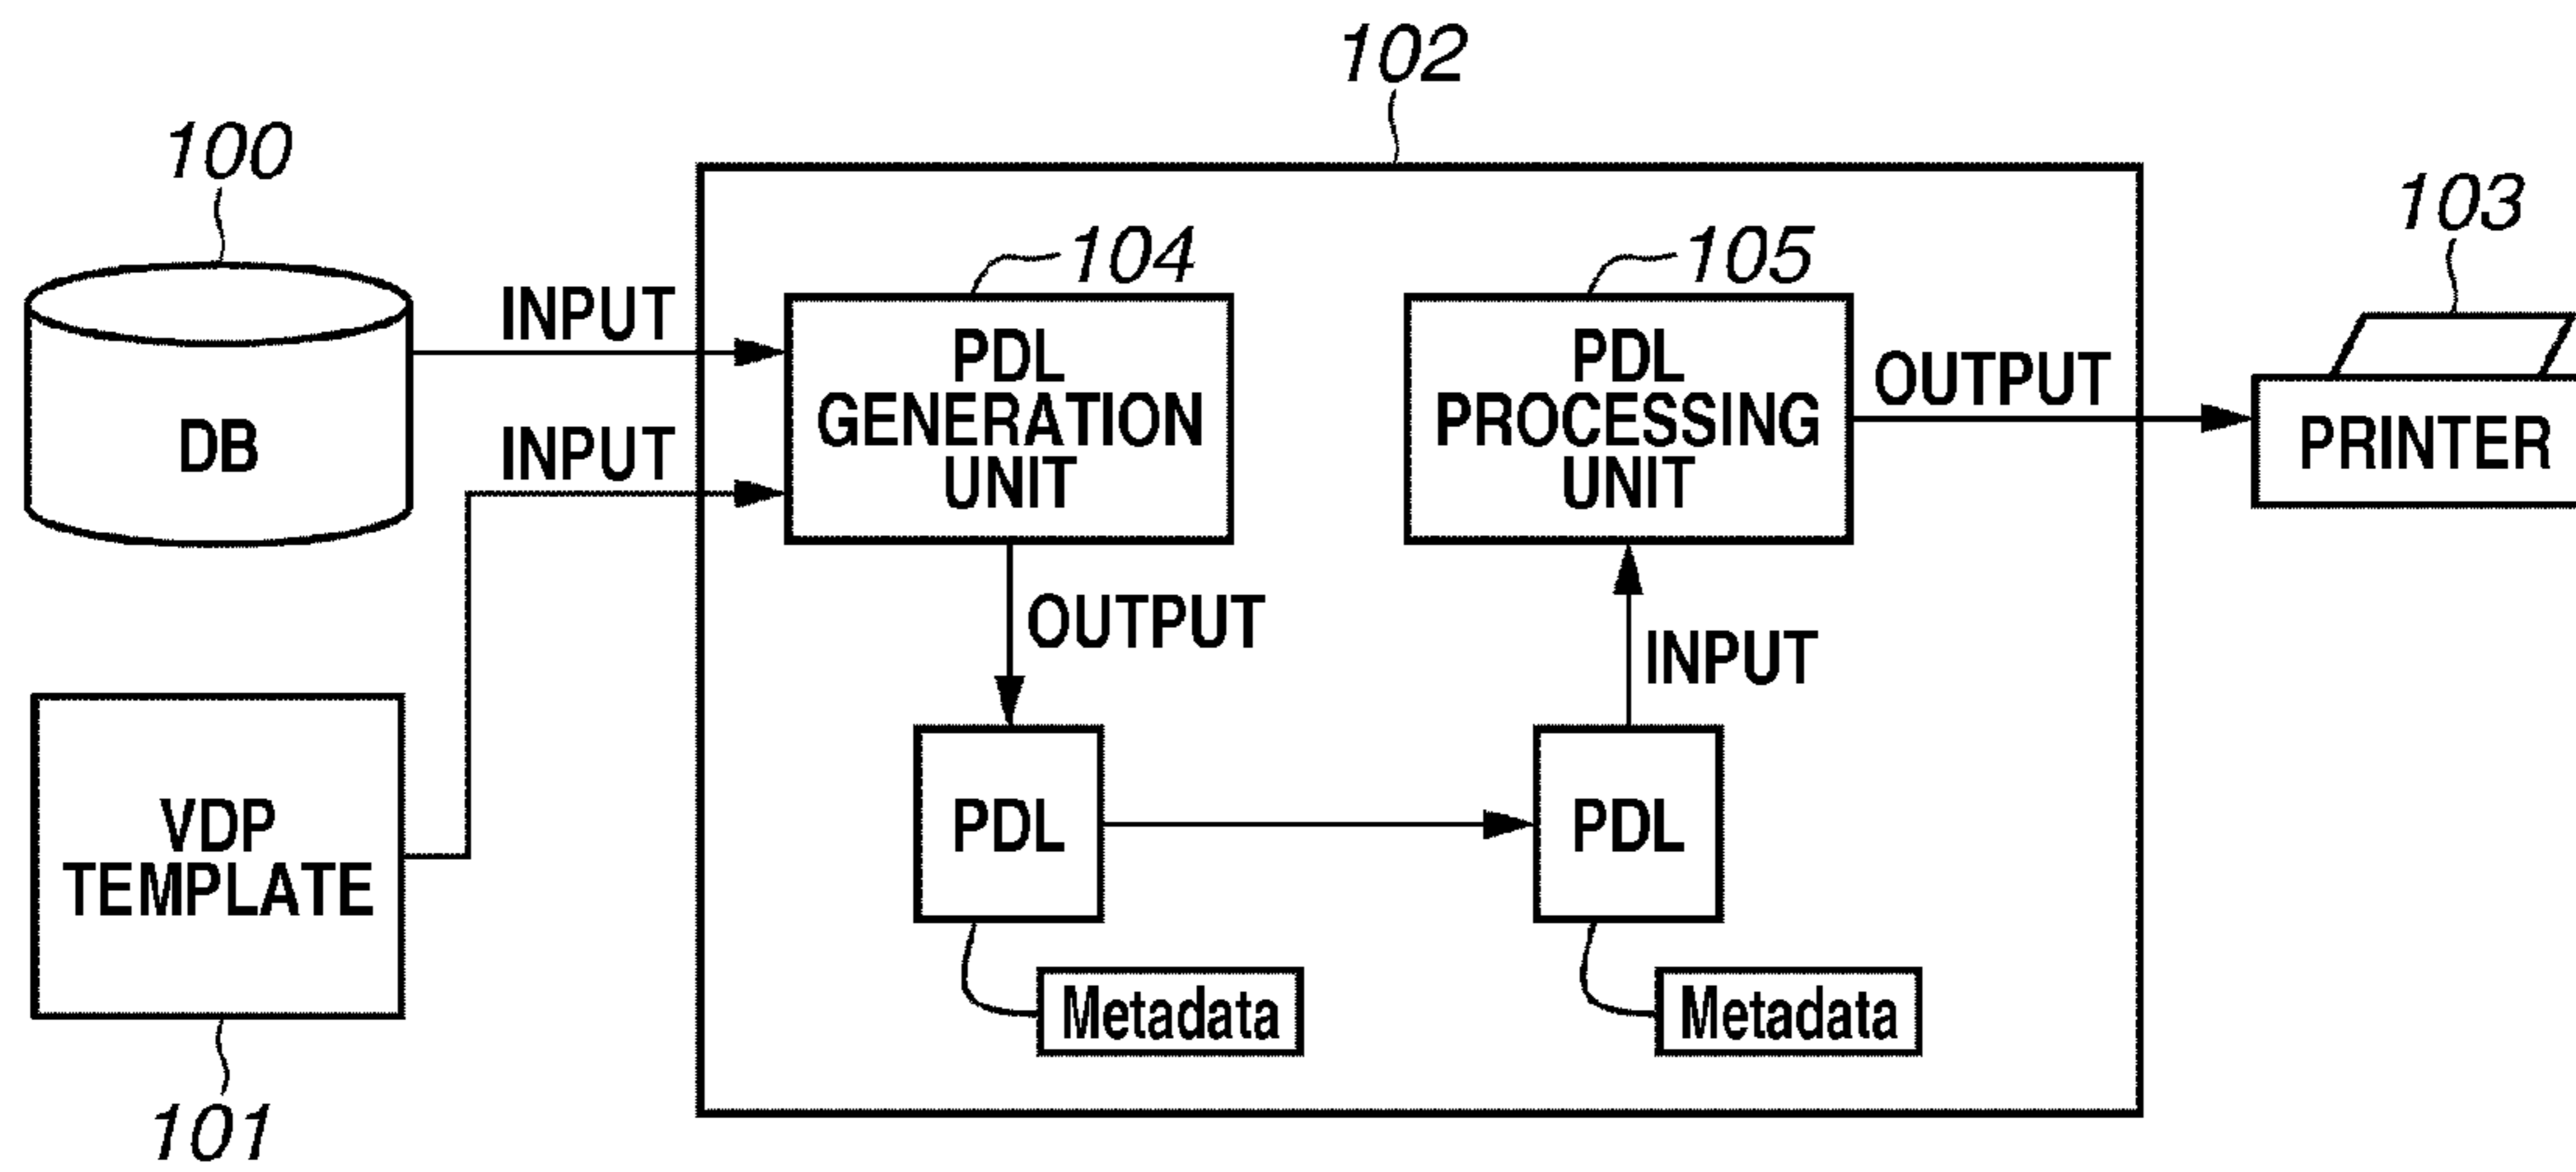 102
100
103
104
105
INPUT
PDL
GENERATION
UNIT
PDL
PROCESSING
UNIT
OUTPUT
PRINTER
DB
INPUT
OUTPUT
INPUT
VDP
TEMPLATE
PDL
PDL
Metadata
Metadata
101